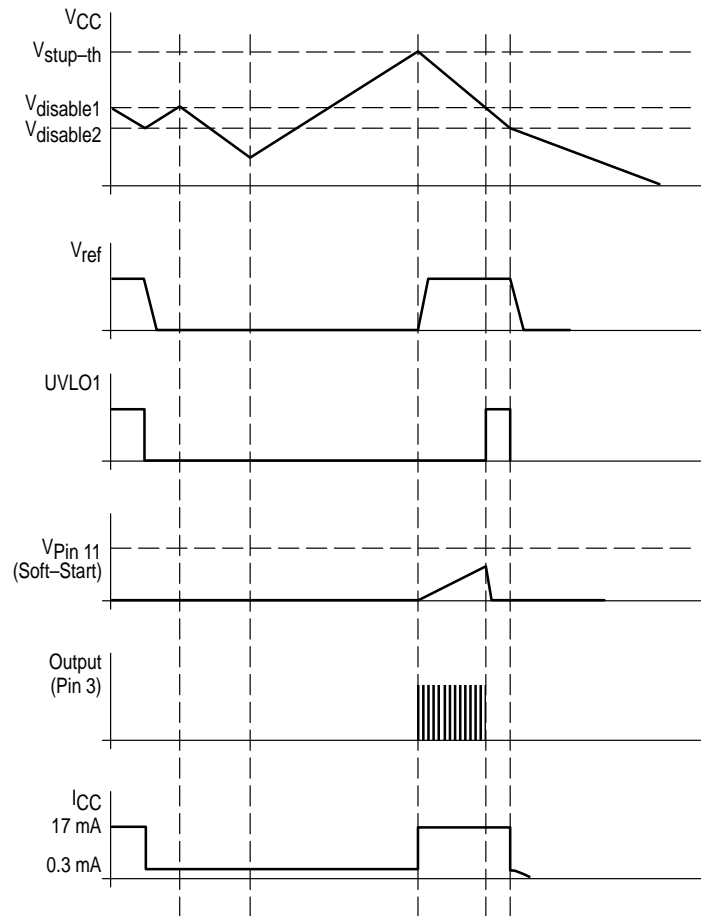 VCC
Vstup–th
Vdisable1
Vdisable2
Vref
UVLO1
VPin 11
(Soft–Start)
Output
(Pin 3)
ICC
17 mA
0.3 mA